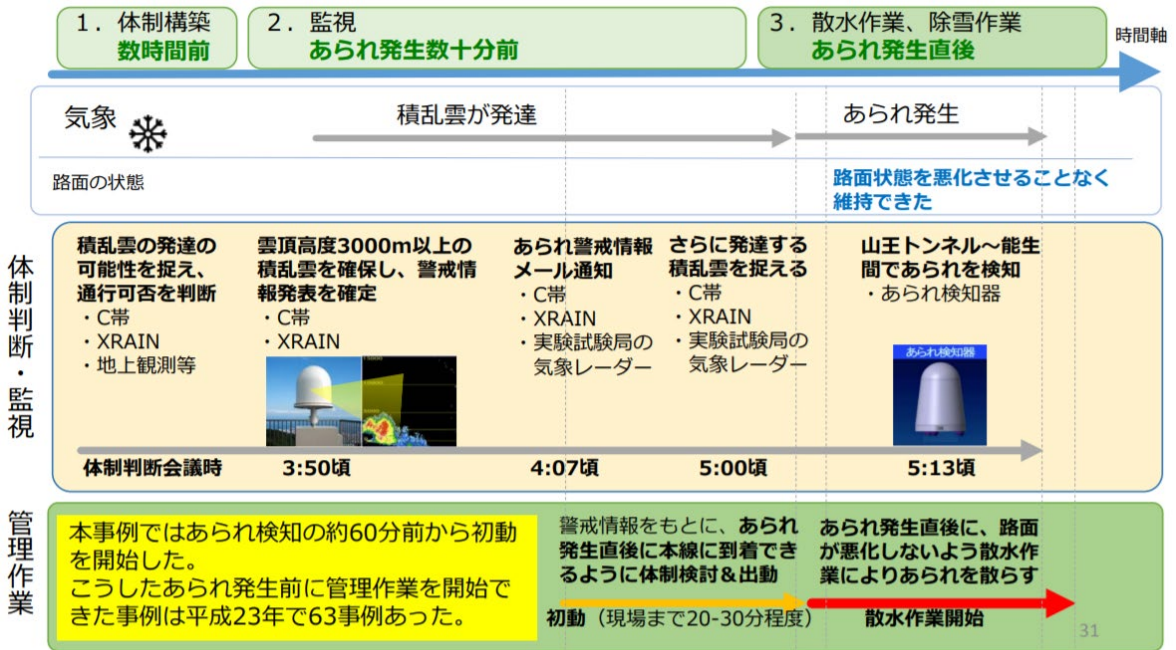 1．体制構築
数時間前
2．監視
あられ発生数十分前
3．散水作業、除雪作業
あられ発生直後
時間軸
気象
積乱雲が発達
あられ発生
路面の状態
路面状態を悪化させることなく
維持できた
体制判断・監視
積乱雲の発達の
可能性を捉え、
通行可否を判断
・C帯
・XRAIN
・地上観測等
雲頂高度3000m以上の
積乱雲を確保し、警戒情
報発表を確定
・C帯
・XRAIN
あられ警戒情報
メール通知
・C帯
・XRAIN
・実験試験局の
気象レーダー
さらに発達する
積乱雲を捉える
・C帯
・XRAIN
・実験試験局の
気象レーダー
山王トンネル～能生
間であられを検知
・あられ検知器
あられ検知器
体制判断会議時
3:50頃
4:07頃
5:00頃
5:13頃
管理作業
本事例ではあられ検知の約60分前から初動
を開始した。
こうしたあられ発生前に管理作業を開始で
きた事例は平成23年で63事例あった。
警戒情報をもとに、あられ
発生直後に本線に到着でき
るように体制検討＆出動
初動（現場まで20-30分程度）
あられ発生直後に、路面
が悪化しないよう散水作
業によりあられを散らす
散水作業開始
31